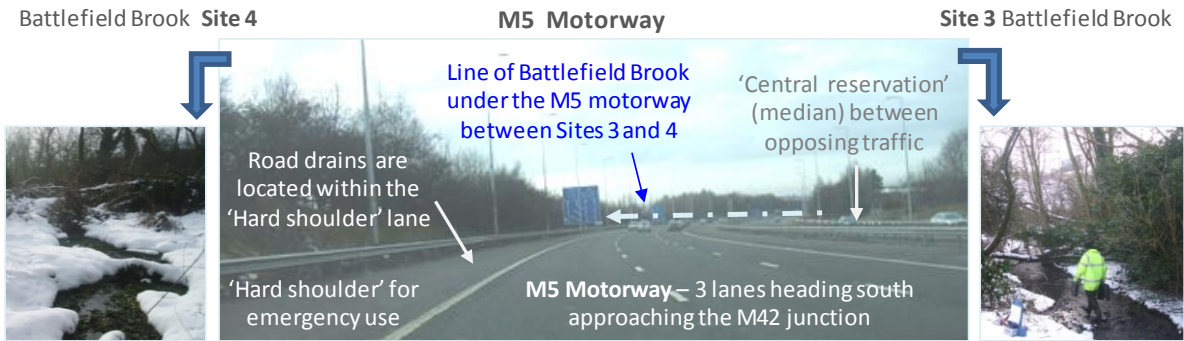 Battlefield Brook Site 4
M5 Motorway
Site 3 Battlefield Brook
Line of Battlefield Brook
under the M5 motorway
between Sites 3 and 4
‘Central reservation’
(median) between
opposing traffic
Road drains are
located within the
‘Hard shoulder’ lane
‘Hard shoulder’ for
emergency use
M5 Motorway – 3 lanes heading south
approaching the M42 junction